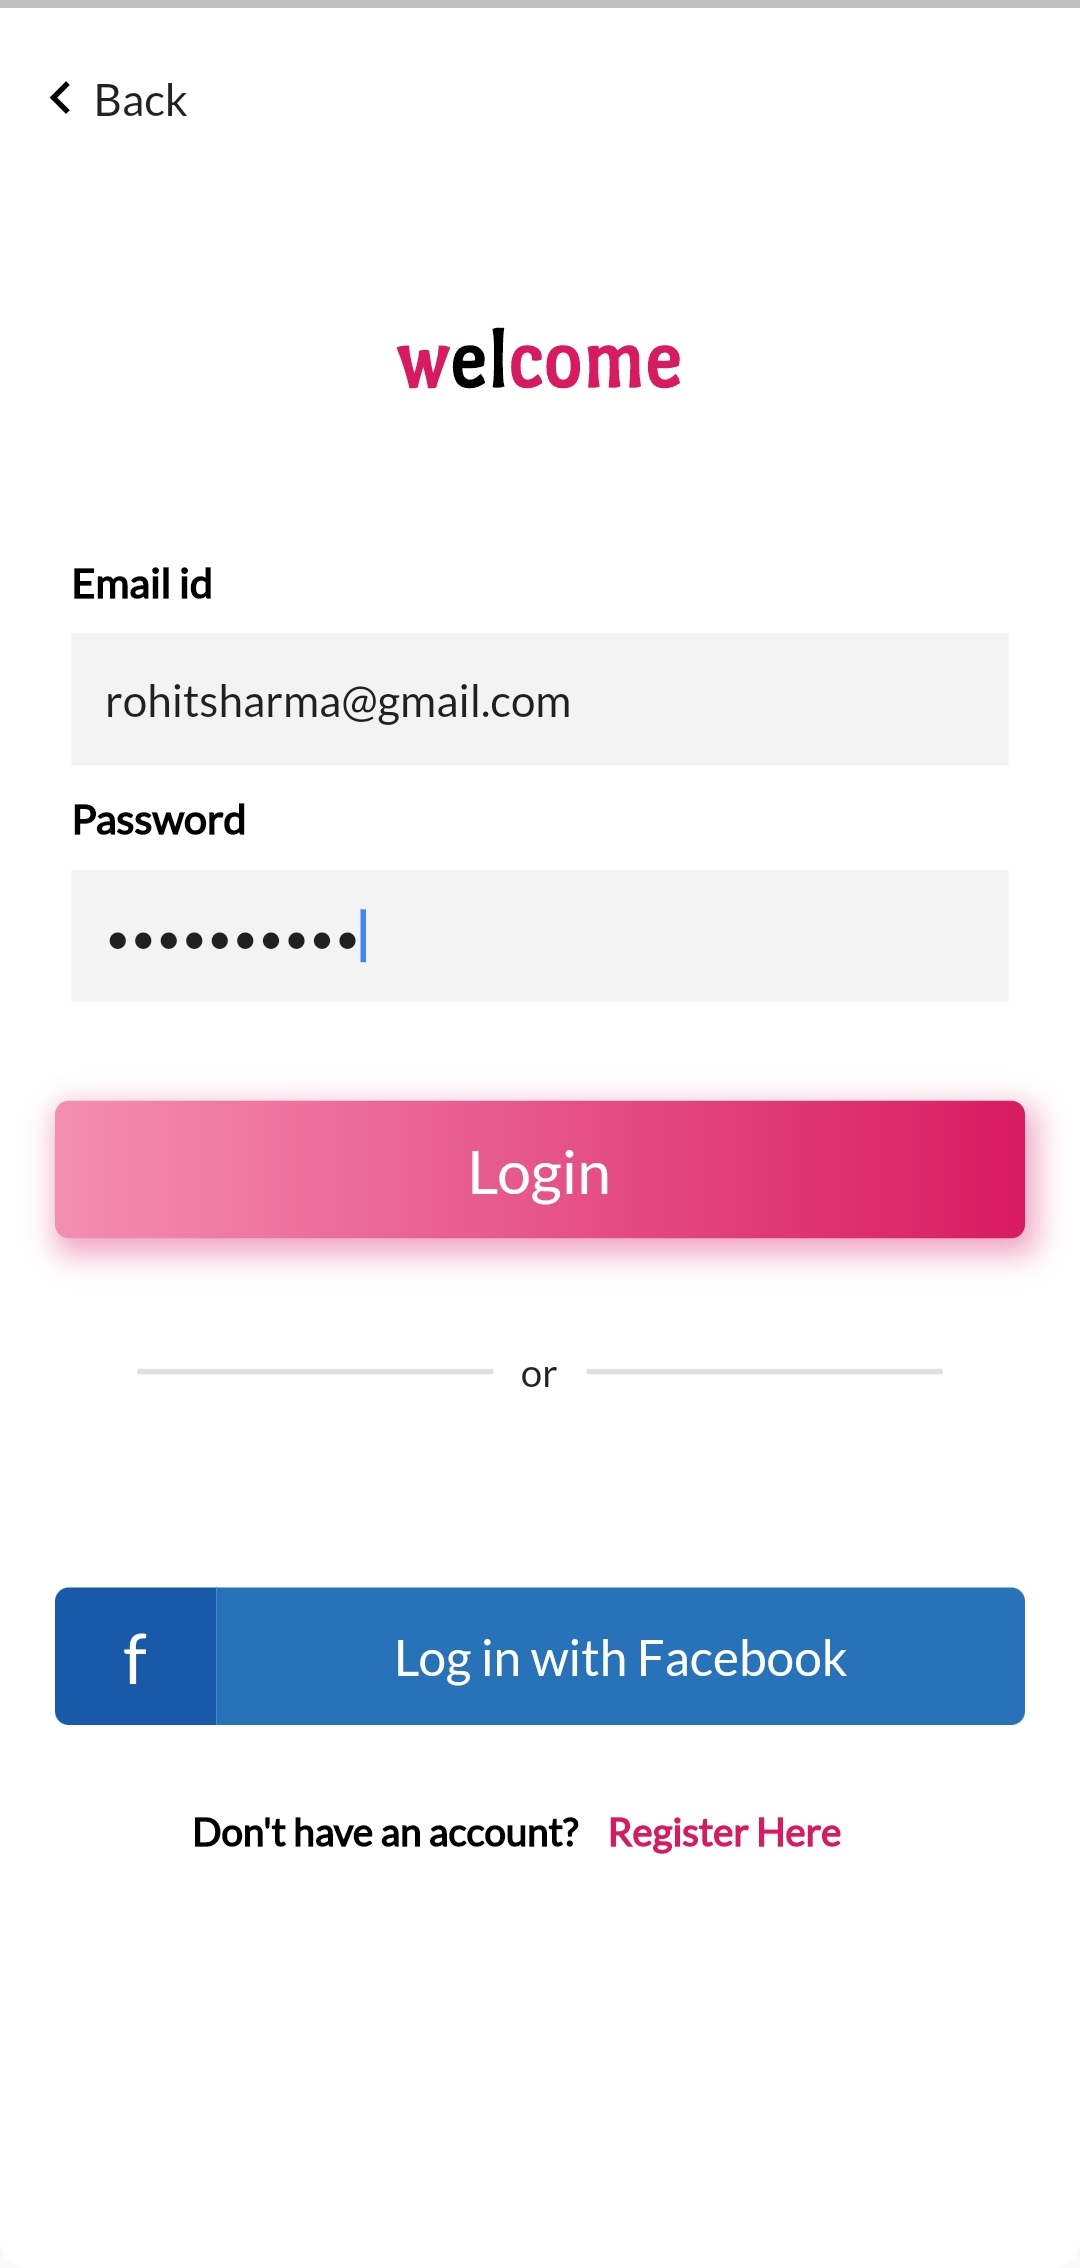 Back
welcome
Email id
rohitsharma@gmail.com
Password
••••••••••
Login
or
f Log in with Facebook
Don't have an account? Register Here